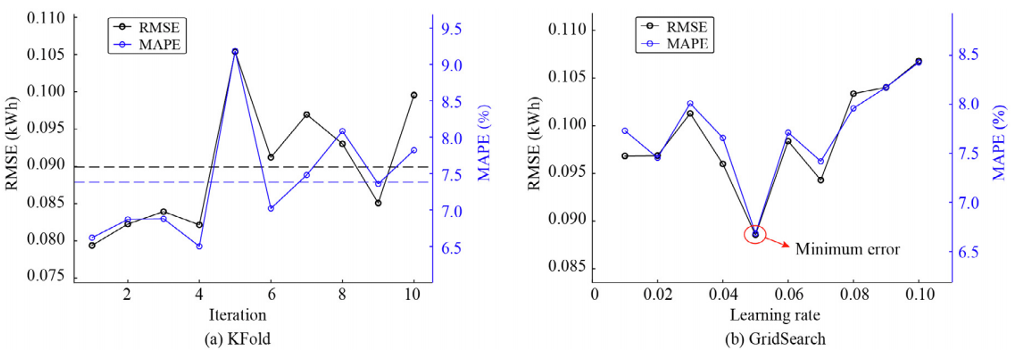 0.110
0.105
0.100
0.095
0.090
0.085
0.080
0.075
RMSE (kWh)
RMSE
MAPE
9.5
9.0
8.5
8.0
7.5
7.0
6.5
MAPE (%)
2 4 6 8 10
Iteration
(a) KFold
0.110
0.105
0.100
0.095
0.090
0.085
RMSE (kWh)
RMSE
MAPE
8.5
8.0
7.5
7.0
6.5
MAPE (%)
Minimum error
0 0.02 0.04 0.06 0.08 0.10
Learning rate
(b) GridSearch